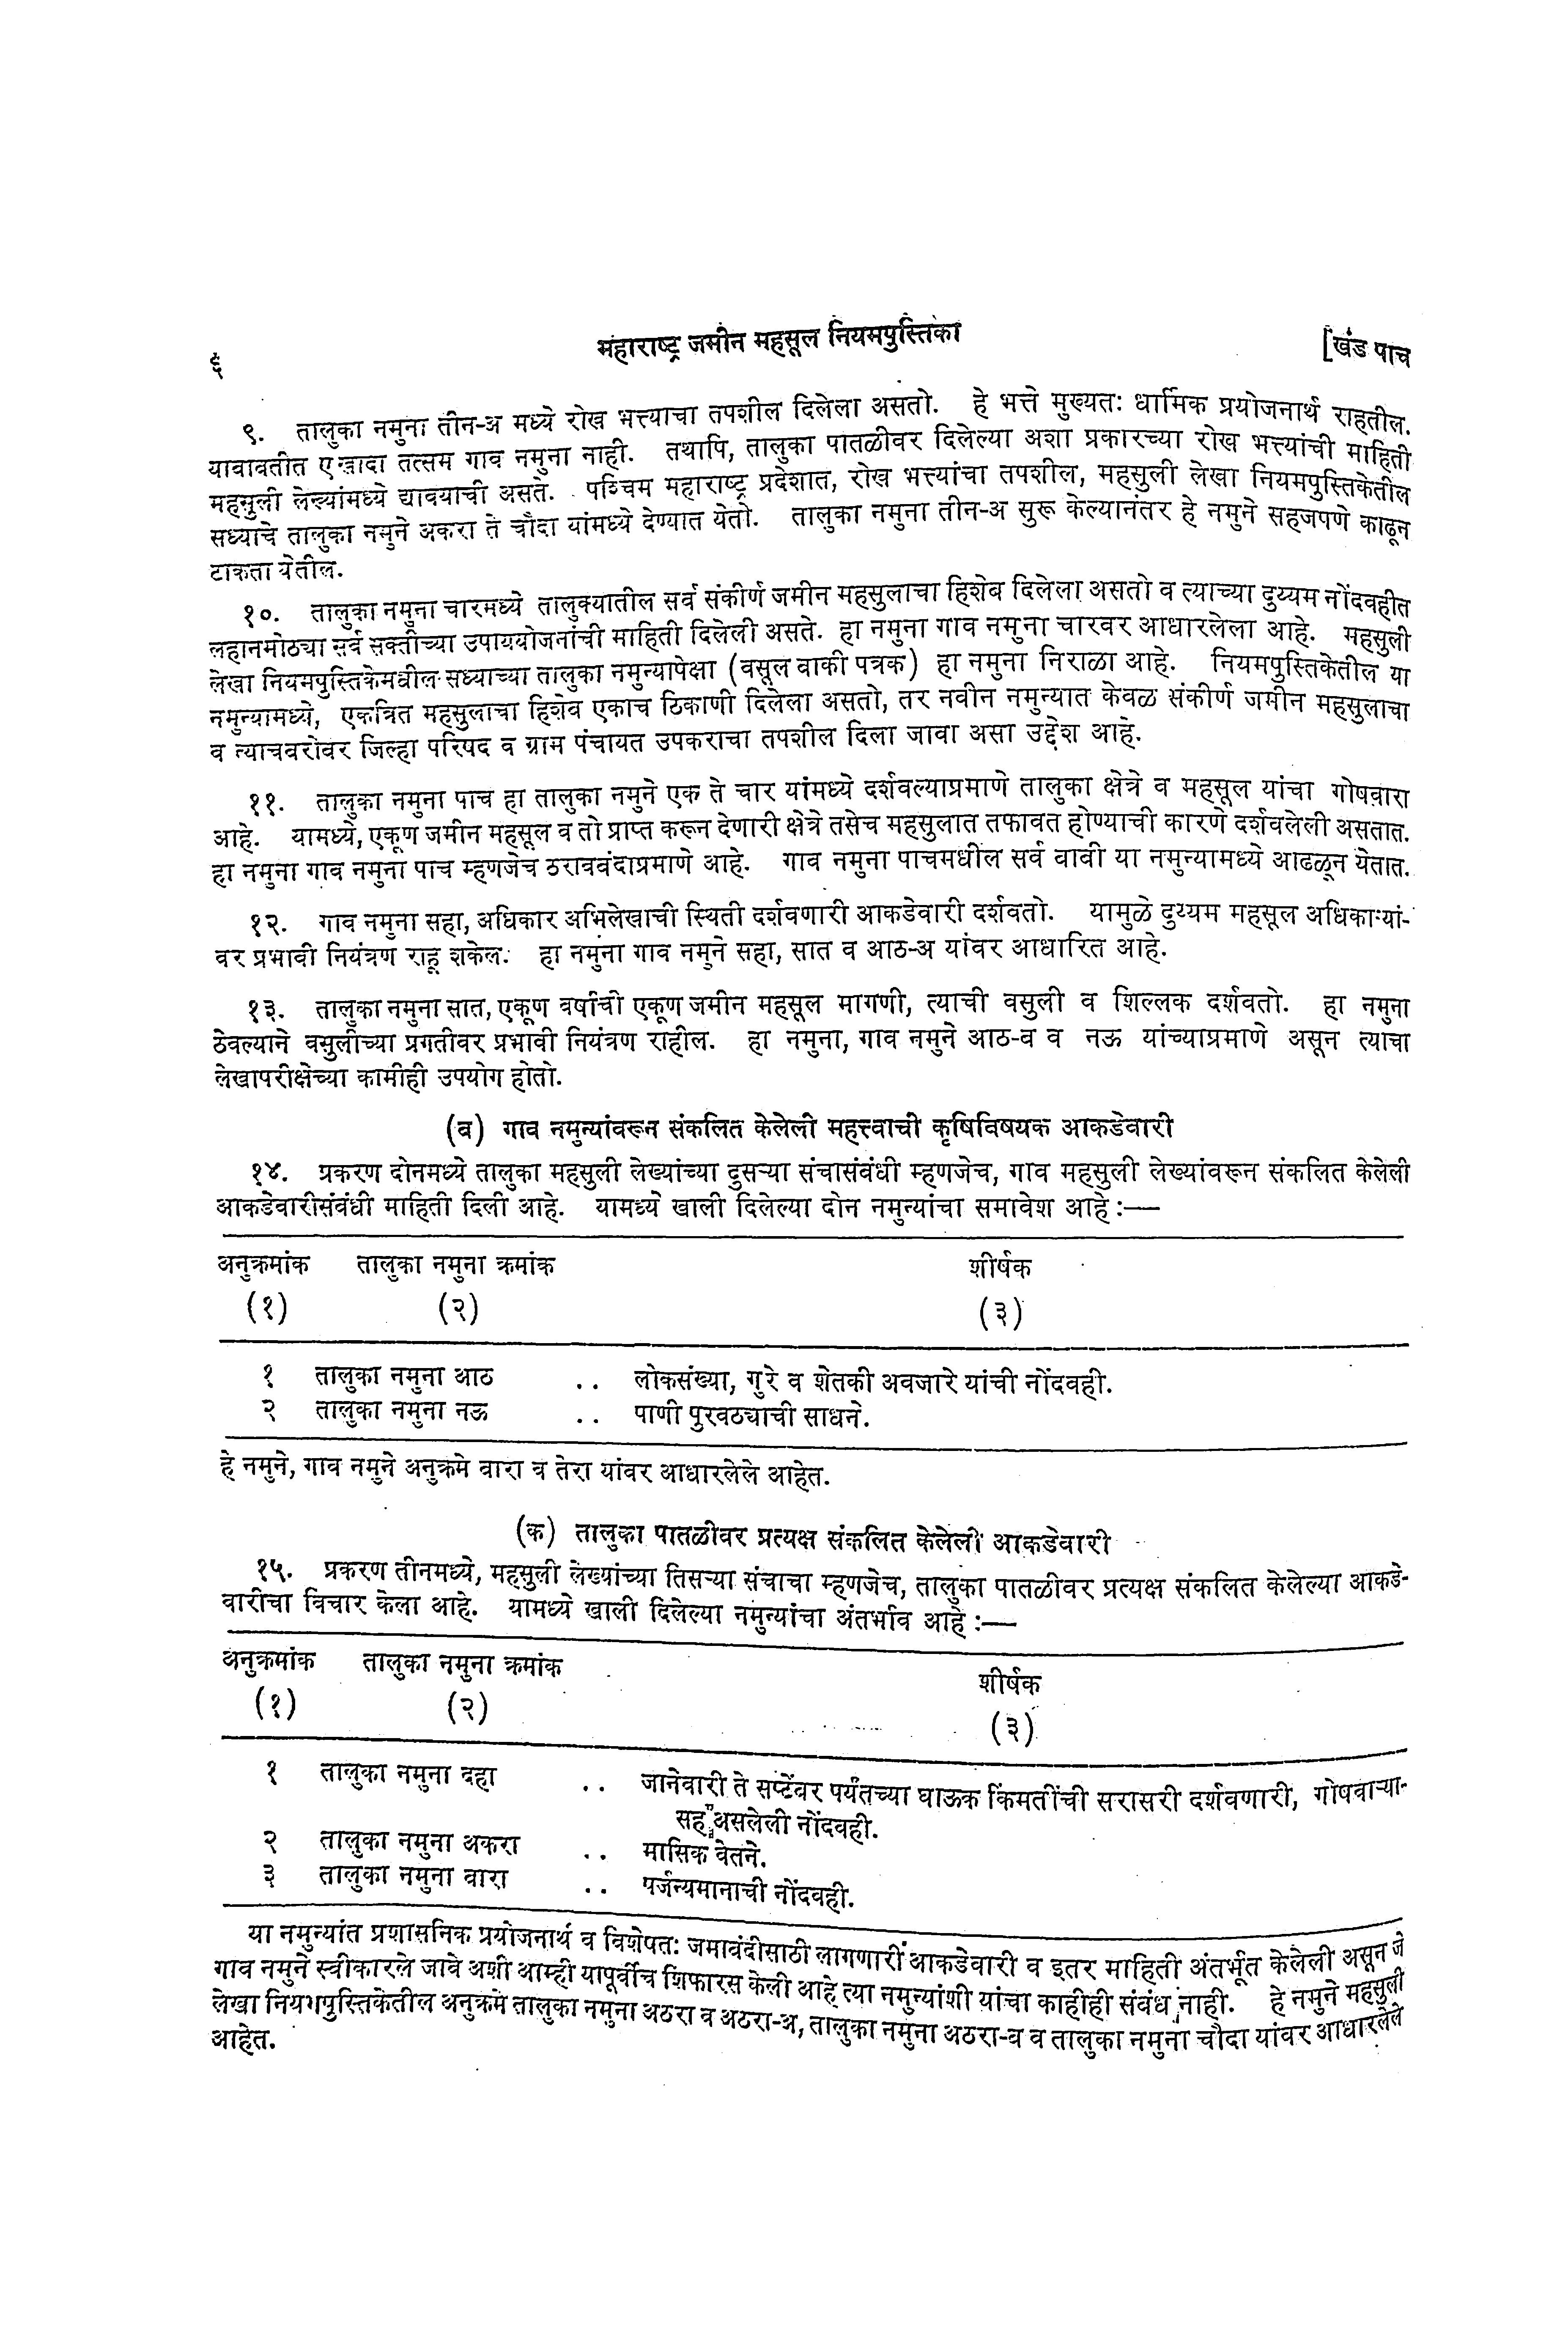 ६
महाराष्ट्र जमीन महसूल नियमपुस्तिका
[खंड पाच
९. तालुका नमुना तीन-अ मध्ये रोख भत्त्याचा तपशील दिलेला असतो. हे भत्ते मुख्यतः धार्मिक प्रयोजनार्थ राहतील.
याबाबतीत एखादा तत्सम गाव नमुना नाही. तथापि, तालुका पातळीवर दिलेल्या अशा प्रकारच्या रोख भत्त्यांची माहिती
महसुली लेख्यांमध्ये द्यावयाची असते. पश्चिम महाराष्ट्र प्रदेशात, रोख भत्त्यांचा तपशील, महसुली लेखा नियमपुस्तिकेतील
सध्याचे तालुका नमुने अकरा ते चौदा यांमध्ये देण्यात येतो. तालुका नमुना तीन-अ सुरू केल्यानंतर हे नमुने सहजपणे काढून
टाकता येतील.
१०. तालुका नमुना चारमध्ये तालुक्यातील सर्व संकीर्ण जमीन महसुलाचा हिशेब दिलेला असतो व त्याच्या दुय्यम नोंदवहीत
लहानमोठ्या सर्व सक्तीच्या उपाययोजनांची माहिती दिलेली असते. हा नमुना गाव नमुना चारवर आधारलेला आहे. महसुली
लेखा नियमपुस्तिकेमधील सध्याच्या तालुका नमुन्यापेक्षा (वसूल बाकी पत्रक) हा नमुना निराळा आहे. नियमपुस्तिकेतील या
नमुन्यामध्ये, एकत्रित महसुलाचा हिशेब एकाच ठिकाणी दिलेला असतो, तर नवीन नमुन्यात केवळ संकीर्ण जमीन महसुलाचा
व त्याचबरोबर जिल्हा परिषद व ग्राम पंचायत उपकराचा तपशील दिला जावा असा उद्देश आहे.
११. तालुका नमुना पाच हा तालुका नमुने एक ते चार यांमध्ये दर्शवल्याप्रमाणे तालुका क्षेत्रे व महसूल यांचा गोषवारा
आहे. यामध्ये, एकूण जमीन महसूल व तो प्राप्त करून देणारी क्षेत्रे तसेच महसुलात तफावत होण्याची कारणे दर्शवलेली असतात.
हा नमुना गाव नमुना पाच म्हणजेच ठरावबंदाप्रमाणे आहे. गाव नमुना पाचमधील सर्व बाबी या नमुन्यामध्ये आढळून येतात.
१२. गाव नमुना सहा, अधिकार अभिलेखाची स्थिती दर्शवणारी आकडेवारी दर्शवतो. यामुळे दुय्यम महसूल अधिकाऱ्यां-
वर प्रभावी नियंत्रण राहू शकेल. हा नमुना गाव नमुने सहा, सात व आठ-अ यांवर आधारित आहे.
१३. तालुका नमुना सात, एकूण वर्षाची एकूण जमीन महसूल मागणी, त्याची वसुली व शिल्लक दर्शवतो. हा नमुना
ठेवल्याने वसुलीच्या प्रगतीवर प्रभावी नियंत्रण राहील. हा नमुना, गाव नमुने आठ-ब व नऊ यांच्याप्रमाणे असून त्याचा
लेखापरीक्षेच्या कामीही उपयोग होतो.
(ब) गाव नमुन्यांवरून संकलित केलेली महत्त्वाची कृषिविषयक आकडेवारी
१४. प्रकरण दोनमध्ये तालुका महसुली लेख्यांच्या दुसऱ्या संचासंबंधी म्हणजेच, गाव महसुली लेख्यांवरून संकलित केलेली
आकडेवारीसंबंधी माहिती दिली आहे. यामध्ये खाली दिलेल्या दोन नमुन्यांचा समावेश आहे :—
अनुक्रमांक तालुका नमुना क्रमांक शीर्षक
(१) (२) (३)
१ तालुका नमुना आठ .. लोकसंख्या, गुरे व शेतकी अवजारे यांची नोंदवही.
२ तालुका नमुना नऊ .. पाणी पुरवठ्याची साधने.
हे नमुने, गाव नमुने अनुक्रमे बारा व तेरा यांवर आधारलेले आहेत.
(क) तालुका पातळीवर प्रत्यक्ष संकलित केलेली आकडेवारी
१५. प्रकरण तीनमध्ये, महसुली लेख्यांच्या तिसऱ्या संचाचा म्हणजेच, तालुका पातळीवर प्रत्यक्ष संकलित केलेल्या आकडे-
वारीचा विचार केला आहे. यामध्ये खाली दिलेल्या नमुन्यांचा अंतर्भाव आहे :—
अनुक्रमांक तालुका नमुना क्रमांक शीर्षक
(१) (२) (३)
१ तालुका नमुना दहा .. जानेवारी ते सप्टेंबर पर्यंतच्या घाऊक किंमतींची सरासरी दर्शवणारी, गोषवाऱ्या-
सह असलेली नोंदवही.
२ तालुका नमुना अकरा .. मासिक वेतने.
३ तालुका नमुना बारा .. पर्जन्यमानाची नोंदवही.
या नमुन्यांत प्रशासनिक प्रयोजनार्थ व विशेषतः जमाबंदीसाठी लागणारी आकडेवारी व इतर माहिती अंतर्भूत केलेली असून जे
गाव नमुने स्वीकारले जावे अशी आम्ही यापूर्वीच शिफारस केली आहे त्या नमुन्यांशी यांचा काहीही संबंध नाही. हे नमुने महसुली
लेखा नियमपुस्तिकेतील अनुक्रमे तालुका नमुना अठरा व अठरा-अ, तालुका नमुना अठरा-ब व तालुका नमुना चौदा यांवर आधारलेले
आहेत.